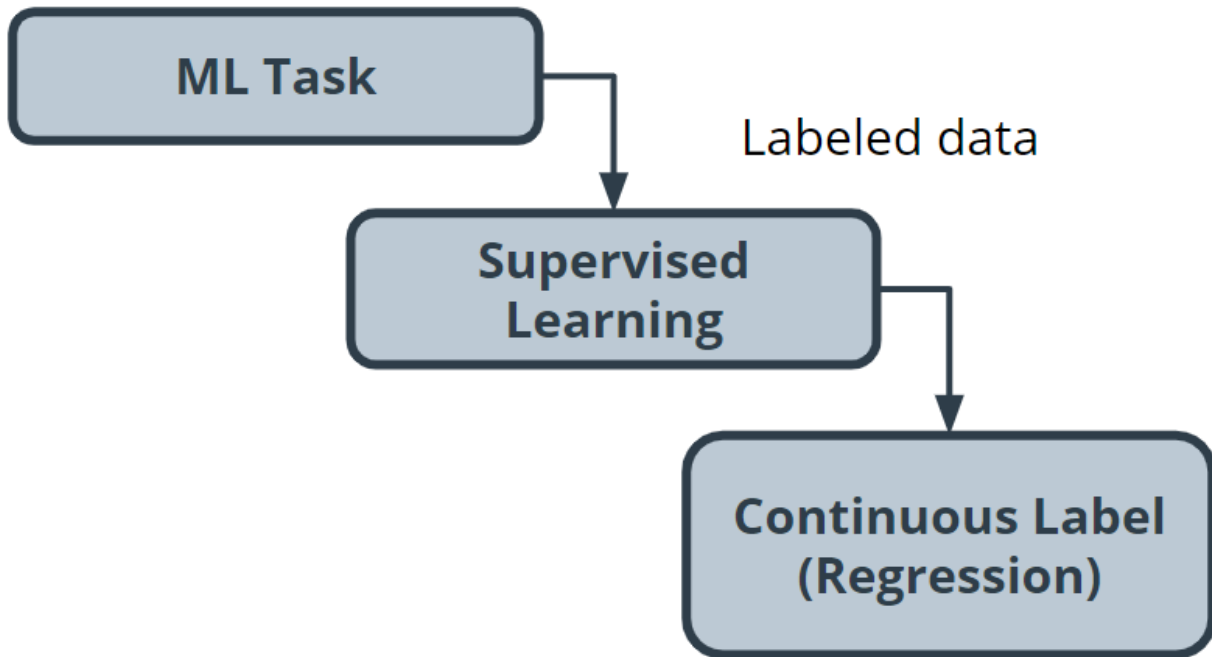 ML Task
Labeled data
Supervised
Learning
Continuous Label
(Regression)